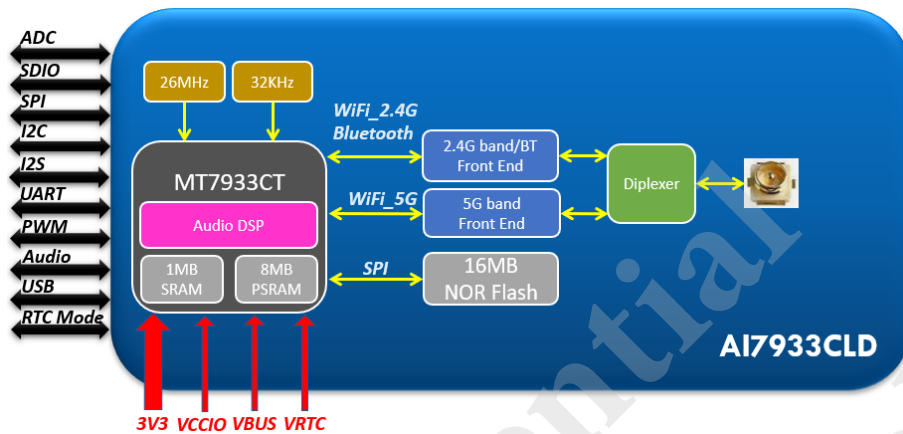 ADC
SDIO
SPI
I2C
I2S
UART
PWM
Audio
USB
RTC Mode
26MHz
32KHz
MT7933CT
Audio DSP
1MB
SRAM
8MB
PSRAM
WiFi_2.4G
Bluetooth
WiFi_5G
SPI
2.4G band/BT
Front End
5G band
Front End
16MB
NOR Flash
Diplexer
AI7933CLD
3V3
VCCIO
VBUS
VRTC